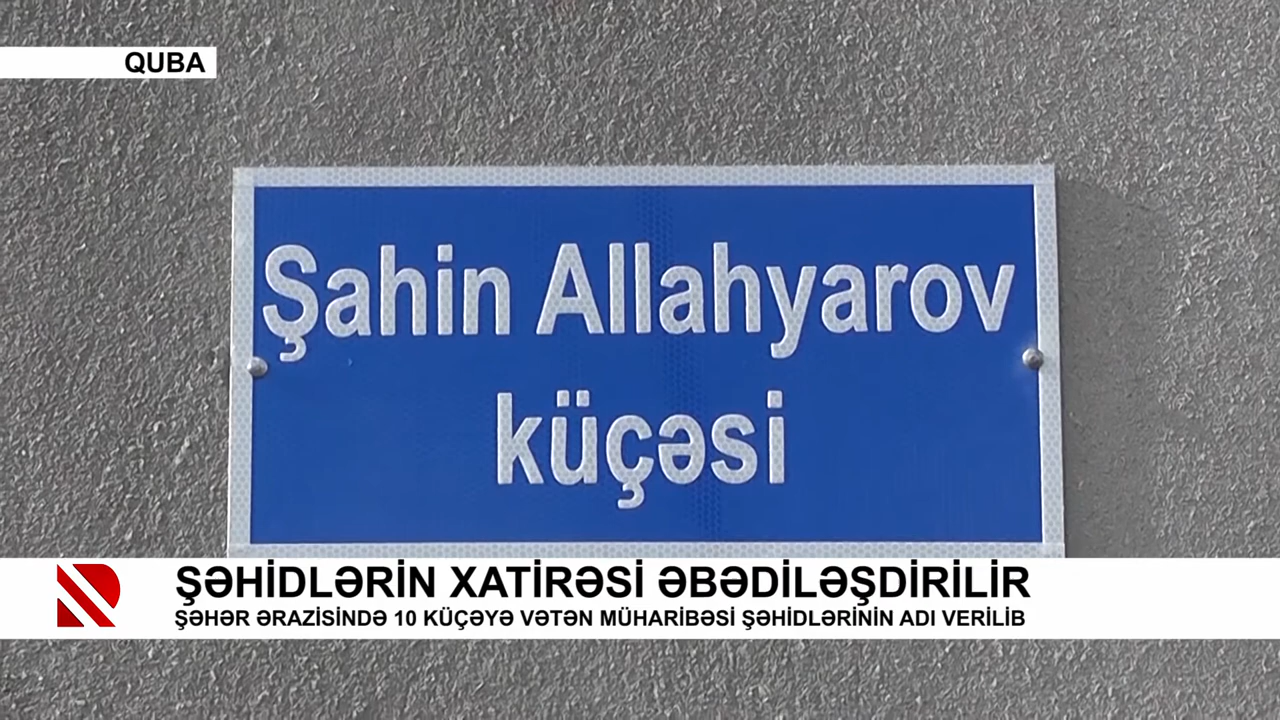 QUBA
Şahin Allahyarov
küçəsi
ŞƏHİDLƏRİN XATİRƏSİ ƏBƏDİLƏŞDİRİLİR
ŞƏHƏR ƏRAZİSİNDƏ 10 KÜÇƏYƏ VƏTƏN MÜHARİBƏSİ ŞƏHİDLƏRİNİN ADI VERİLİB